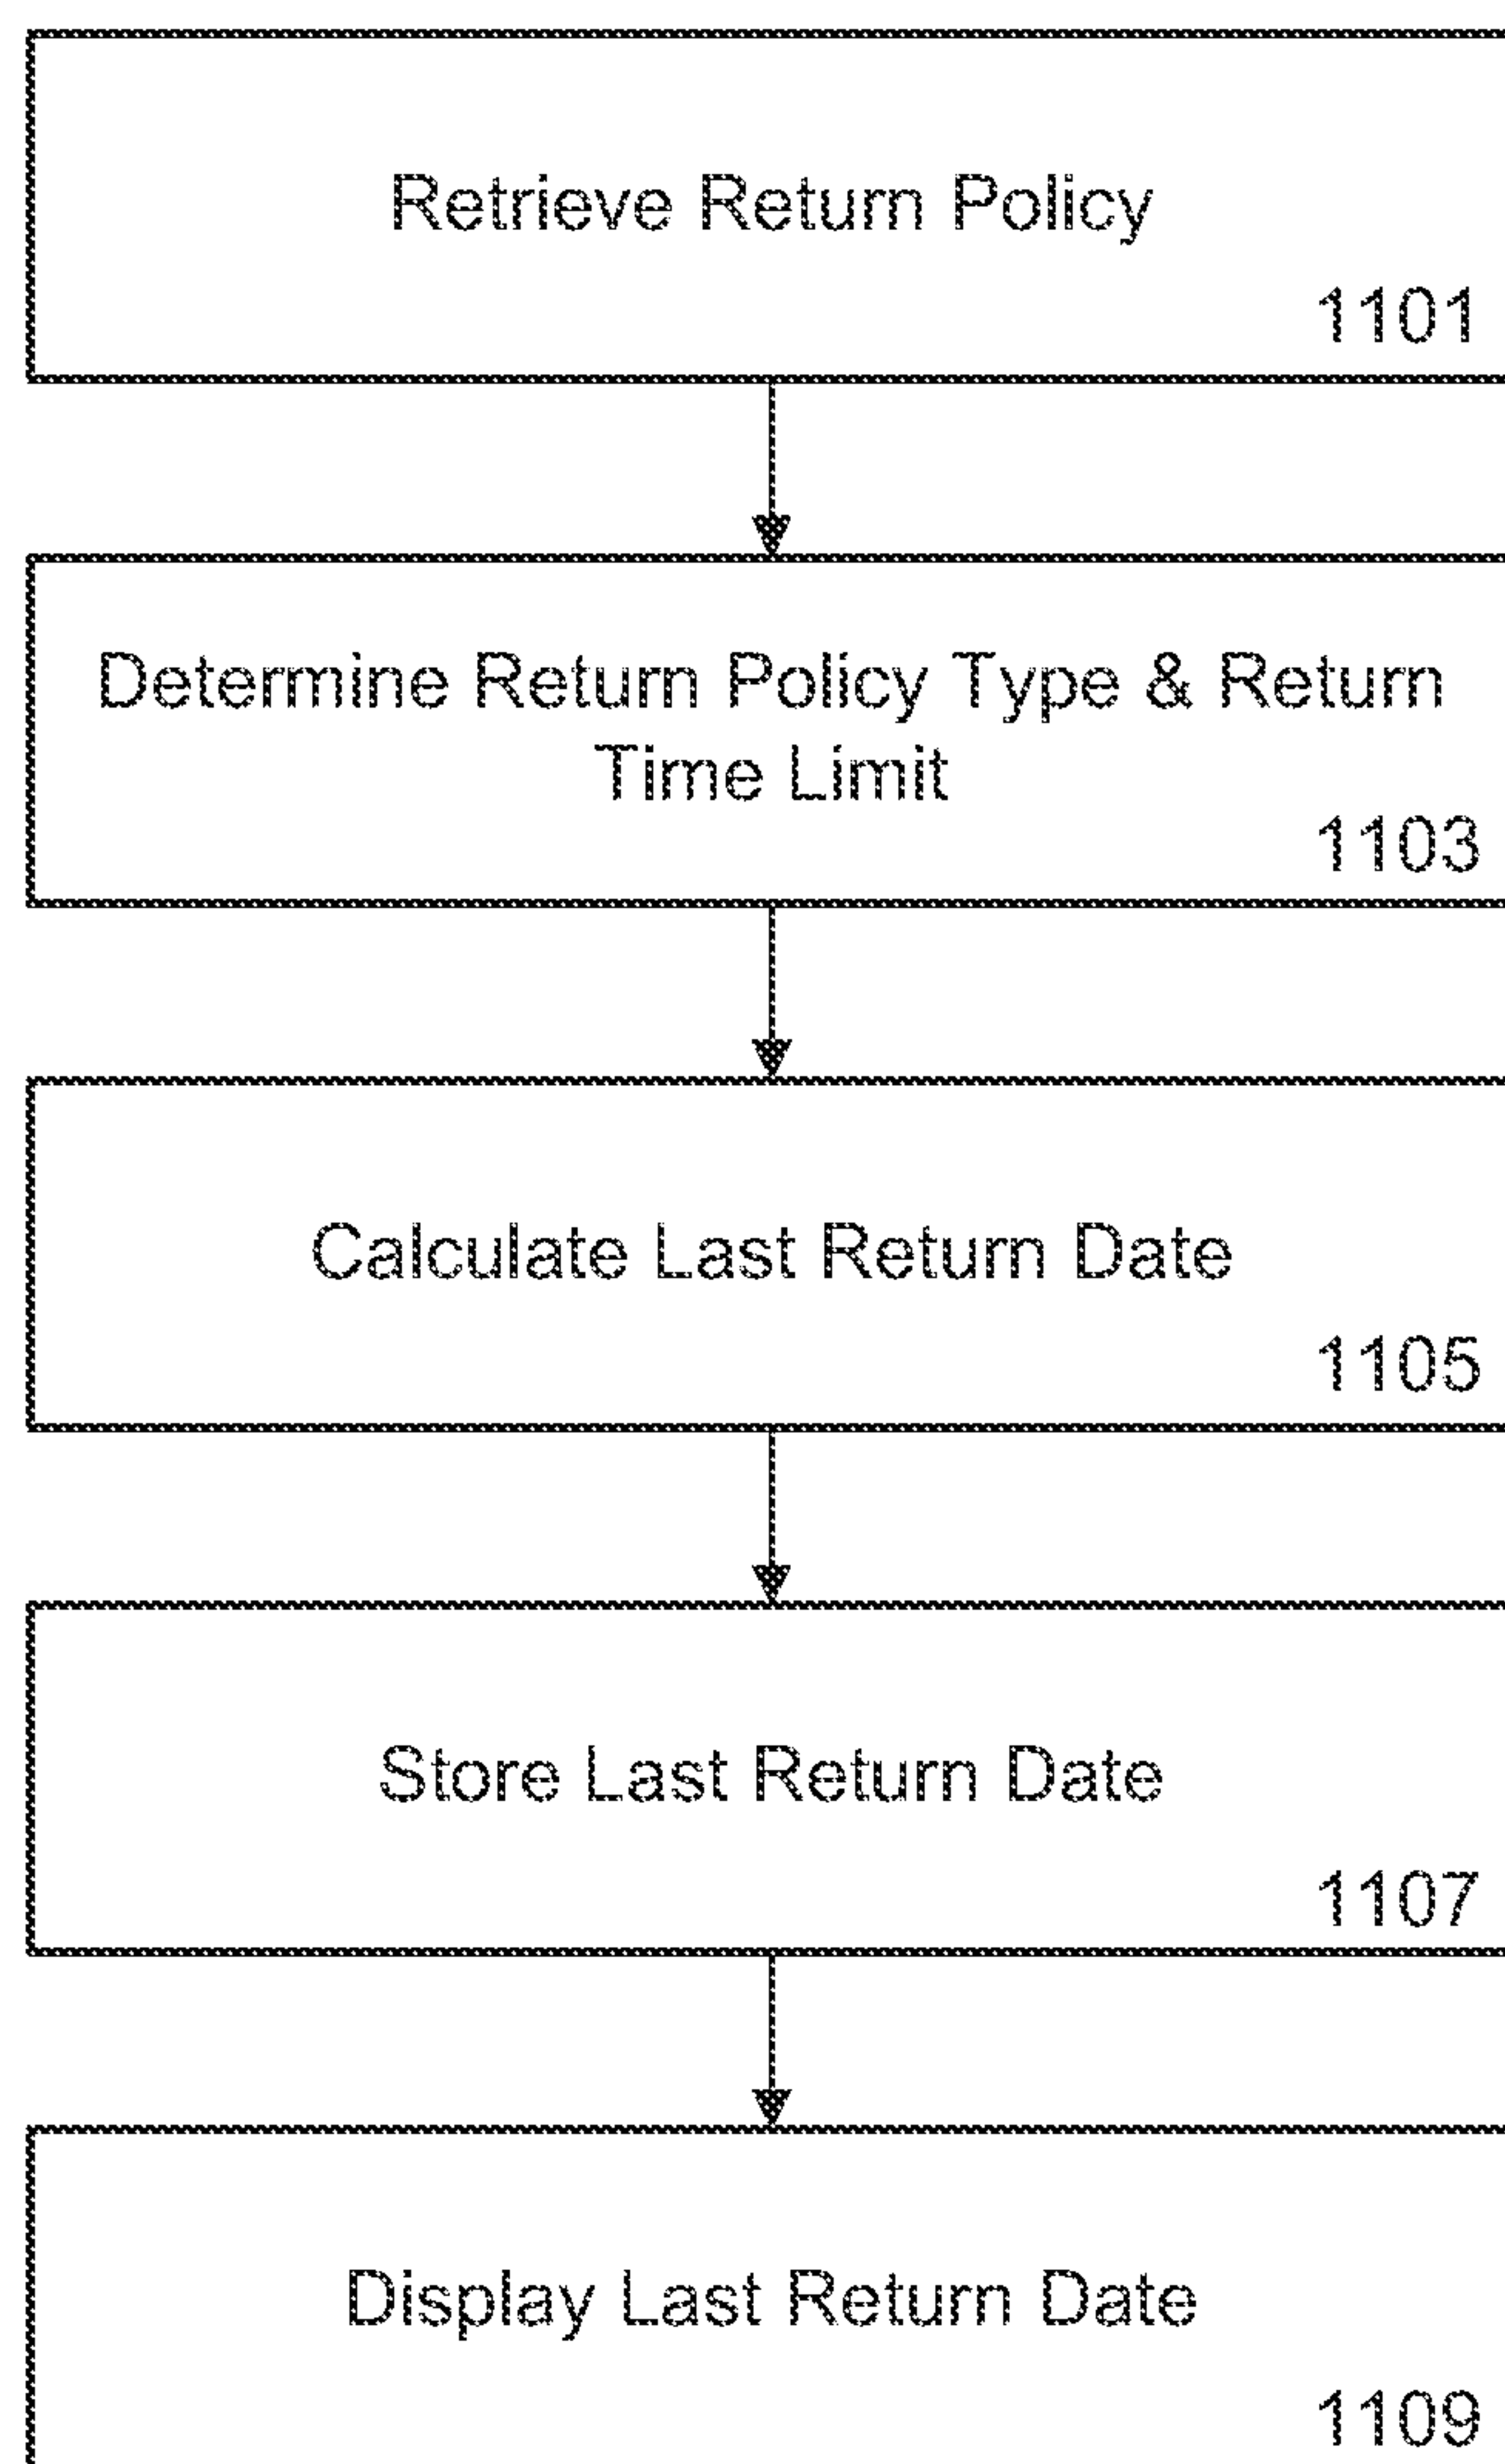 Retrieve Return Policy
1101
Determine Return Policy Type & Return
Time Limit
1103
Calculate Last Return Date
1105
Store Last Return Date
1107
Display Last Return Date
1109